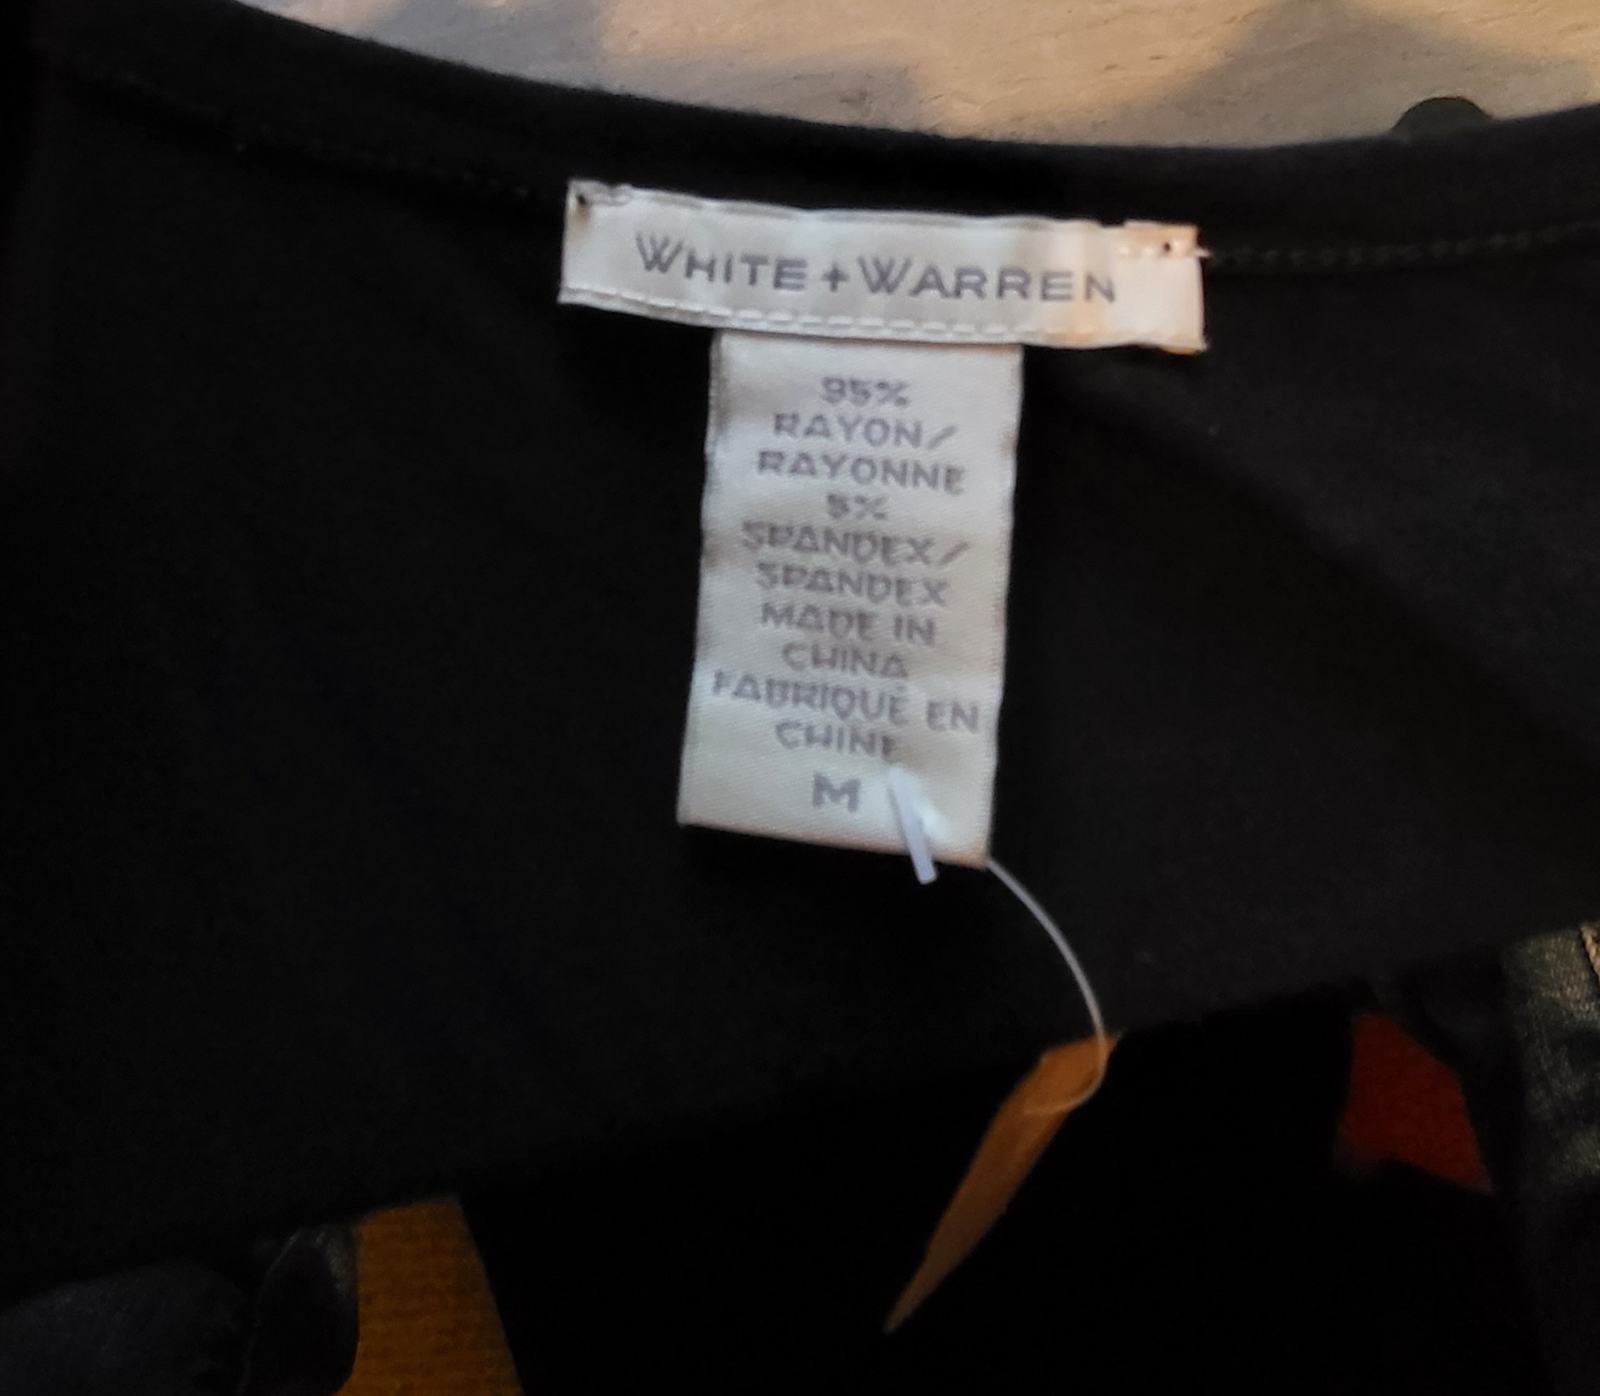 WHITE + WARREN
95%
RAYON/
RAYONNE
5%
SPANDEX/
SPANDEX
MADE IN
CHINA
FABRIQUÉ EN
CHINE
M